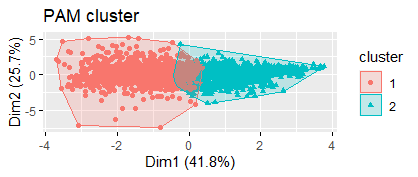 PAM cluster
Dim2 (25.7%)
5
0
-5
-4
-2
0
2
4
Dim1 (41.8%)
cluster
1
2